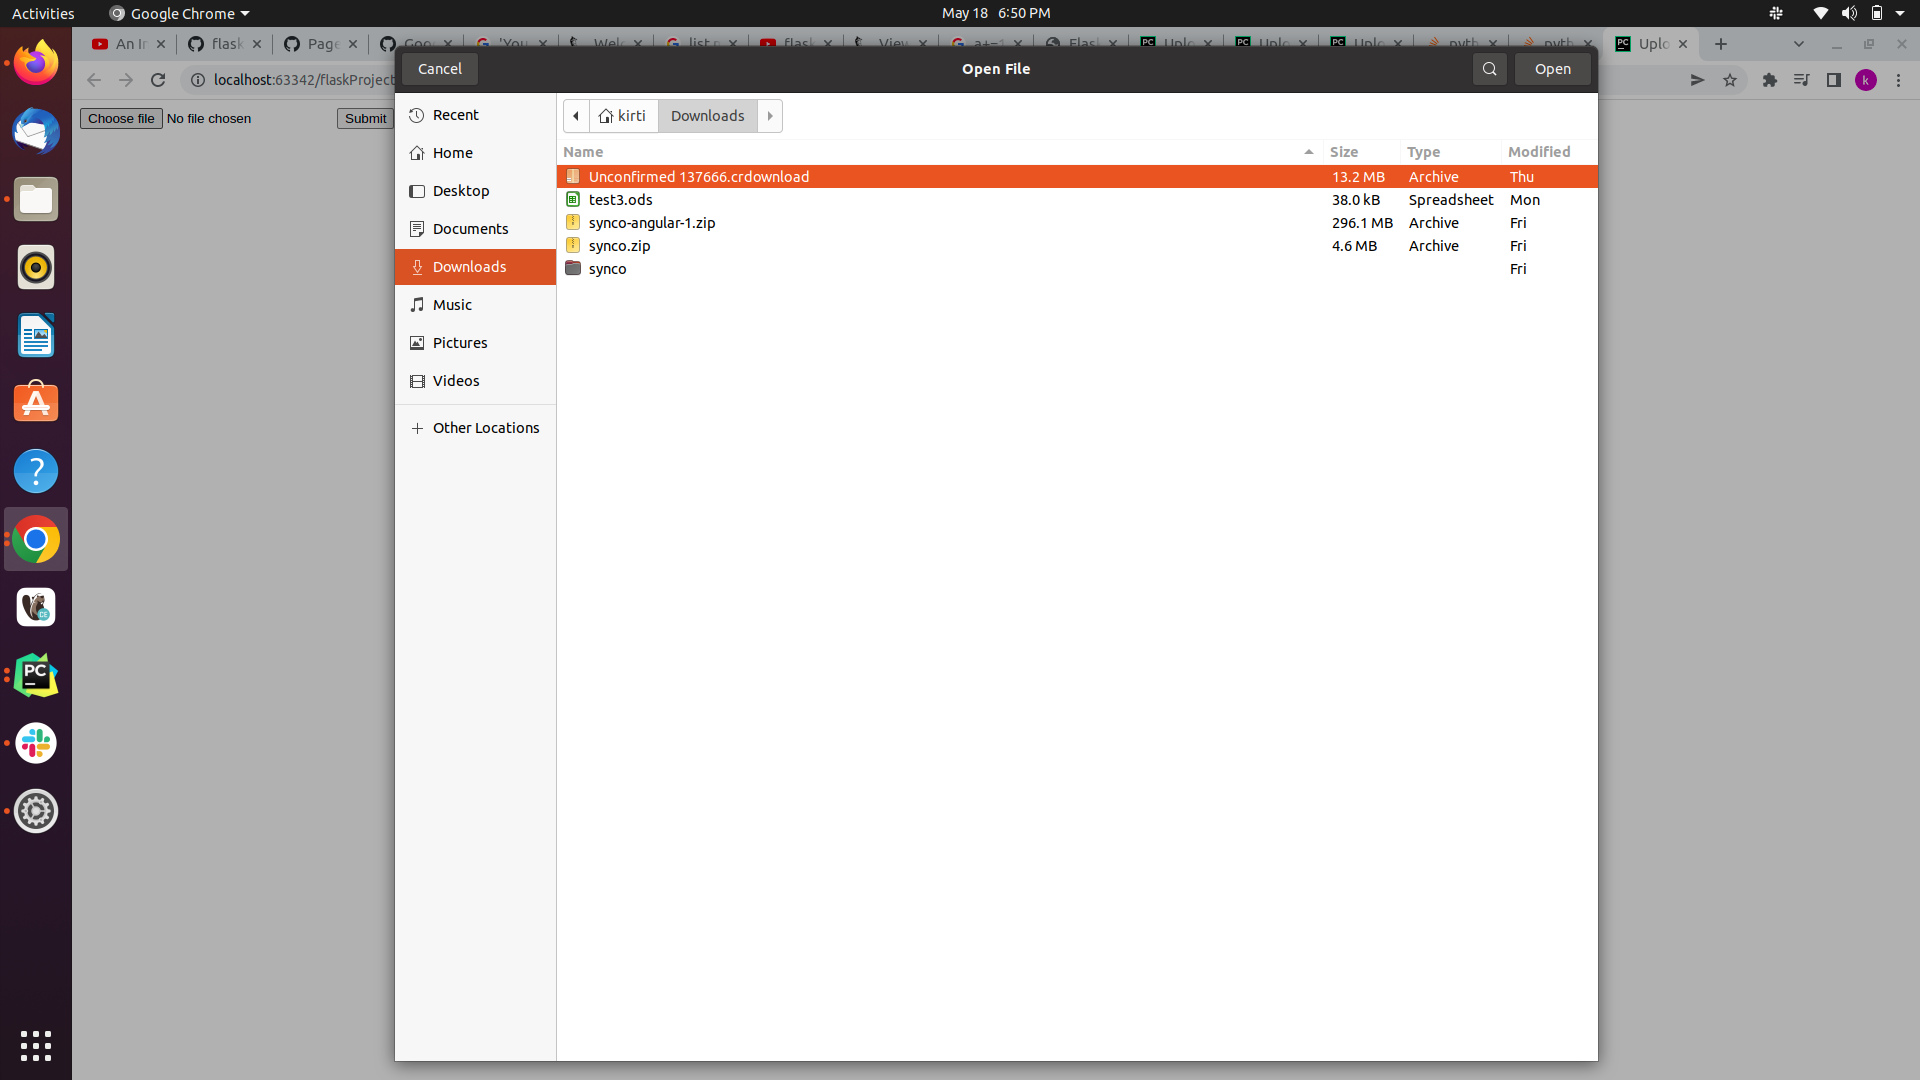 Activities
Google Chrome
May 18 6:50 PM
An In
flask
Page
Goo
'You
Welc
list
flask
View
a+=1
Flask
Uplo
Uplo
Uplo
pyth
pyth
Uplo
localhost:63342/flaskProject
k
Choose file No file chosen
Submit
Cancel
Open File
Open
Recent
Home
Desktop
Documents
Downloads
Music
Pictures
Videos
Other Locations
kirti
Downloads
Name Size Type Modified
Unconfirmed 137666.crdownload 13.2 MB Archive Thu
test3.ods 38.0 kB Spreadsheet Mon
synco-angular-1.zip 296.1 MB Archive Fri
synco.zip 4.6 MB Archive Fri
synco Fri
PC